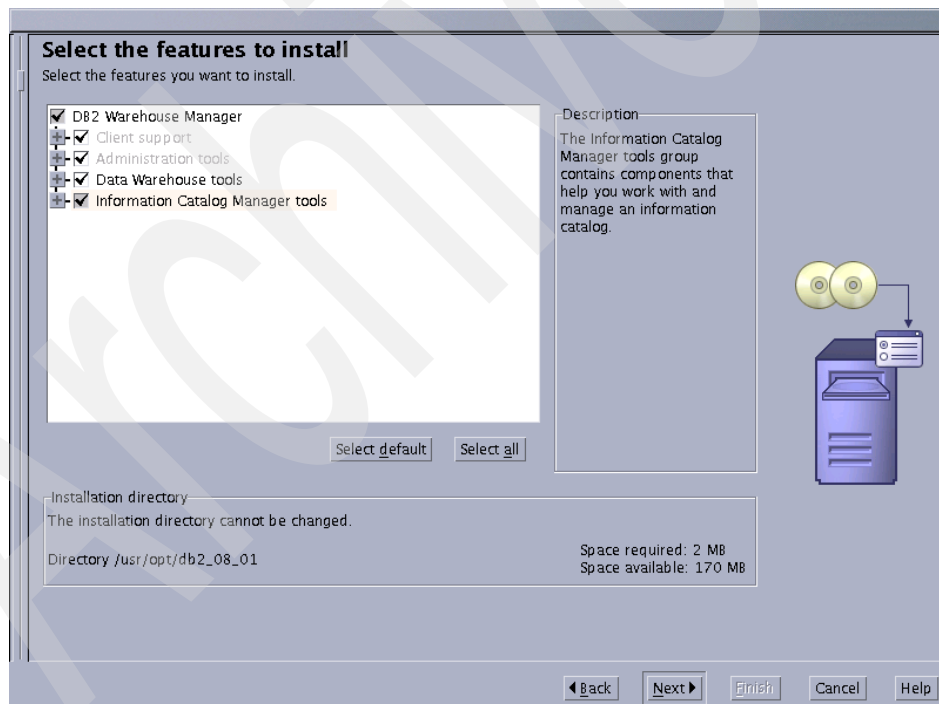 Select the features to install
Select the features you want to install.
DB2 Warehouse Manager
Client support
Administration tools
Data Warehouse tools
Information Catalog Manager tools
Description
The Information Catalog
Manager tools group
contains components that
help you work with and
manage an information
catalog.
Select default
Select all
Installation directory
The installation directory cannot be changed.
Directory /usr/opt/db2_08_01
Space required: 2 MB
Space available: 170 MB
Back
Next
Finish
Cancel
Help